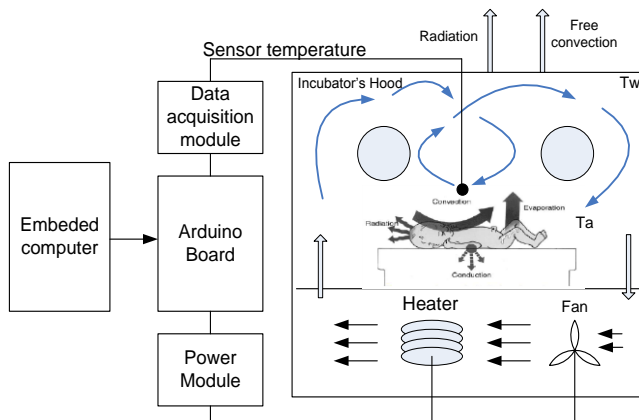 Radiation
Free
convection
Sensor temperature
Incubator's Hood
Tw
Data
acquisition
module
Embeded
computer
Arduino
Board
Convection
Evaporation
Radiation
Ta
Conduction
Heater
Fan
Power
Module